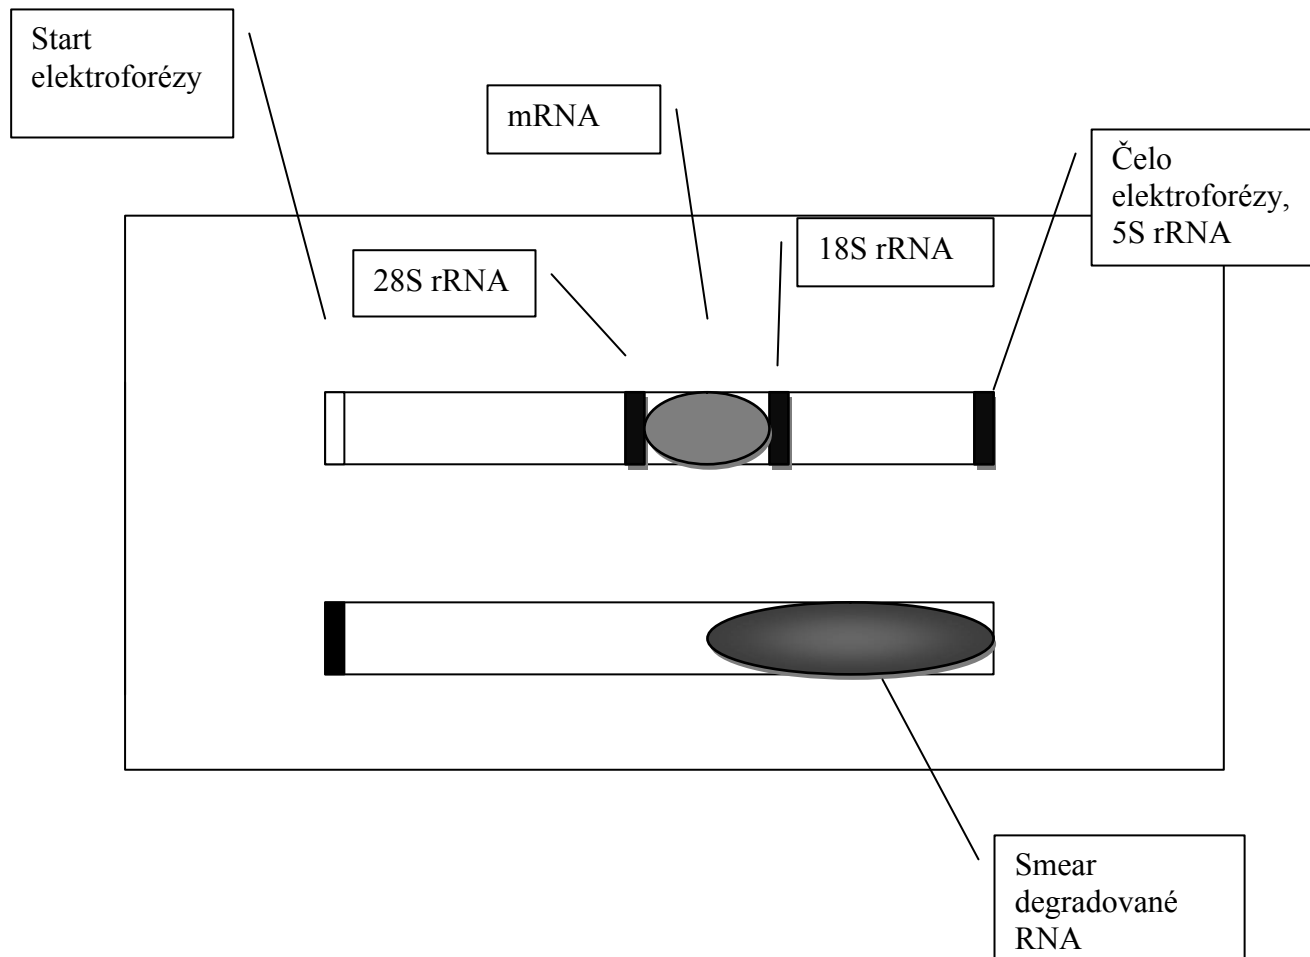 Start
elektroforézy
mRNA
Čelo
elektroforézy,
5S rRNA
18S rRNA
28S rRNA
Smear
degradované
RNA